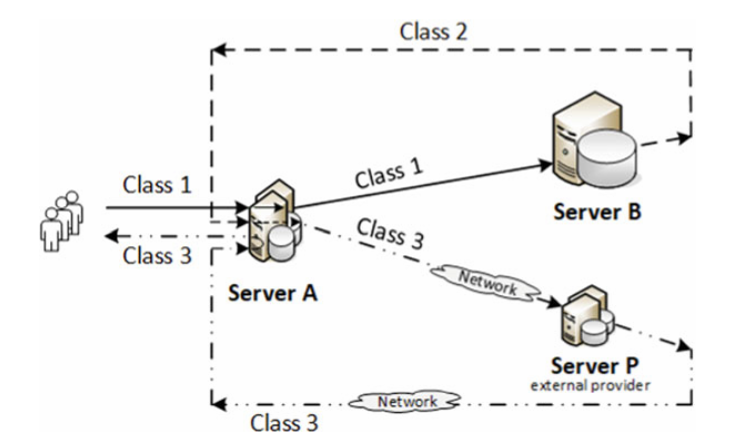 Class 2
Class 1
Class 1
Server B
Class 3
Class 3
Network
Server A
Server P
external provider
Network
Class 3